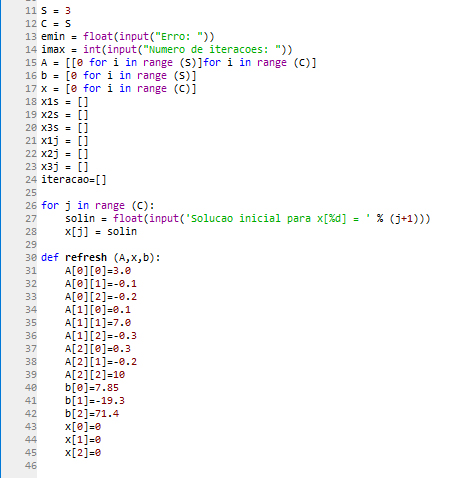 11 S = 3
12 C = S
13 emin = float(input("Erro: "))
14 imax = int(input("Numero de iteracoes: "))
15 A = [[0 for i in range (S)]for i in range (C)]
16 b = [0 for i in range (S)]
17 x = [0 for i in range (C)]
18 x1s = []
19 x2s = []
20 x3s = []
21 x1j = []
22 x2j = []
23 x3j = []
24 iteracao=[]
25
26 for j in range (C):
27     solin = float(input('Solucao inicial para x[%d] = ' % (j+1)))
28     x[j] = solin
29
30 def refresh (A,x,b):
31     A[0][0]=3.0
32     A[0][1]=-0.1
33     A[0][2]=-0.2
34     A[1][0]=0.1
35     A[1][1]=7.0
36     A[1][2]=-0.3
37     A[2][0]=0.3
38     A[2][1]=-0.2
39     A[2][2]=10
40     b[0]=7.85
41     b[1]=-19.3
42     b[2]=71.4
43     x[0]=0
44     x[1]=0
45     x[2]=0
46